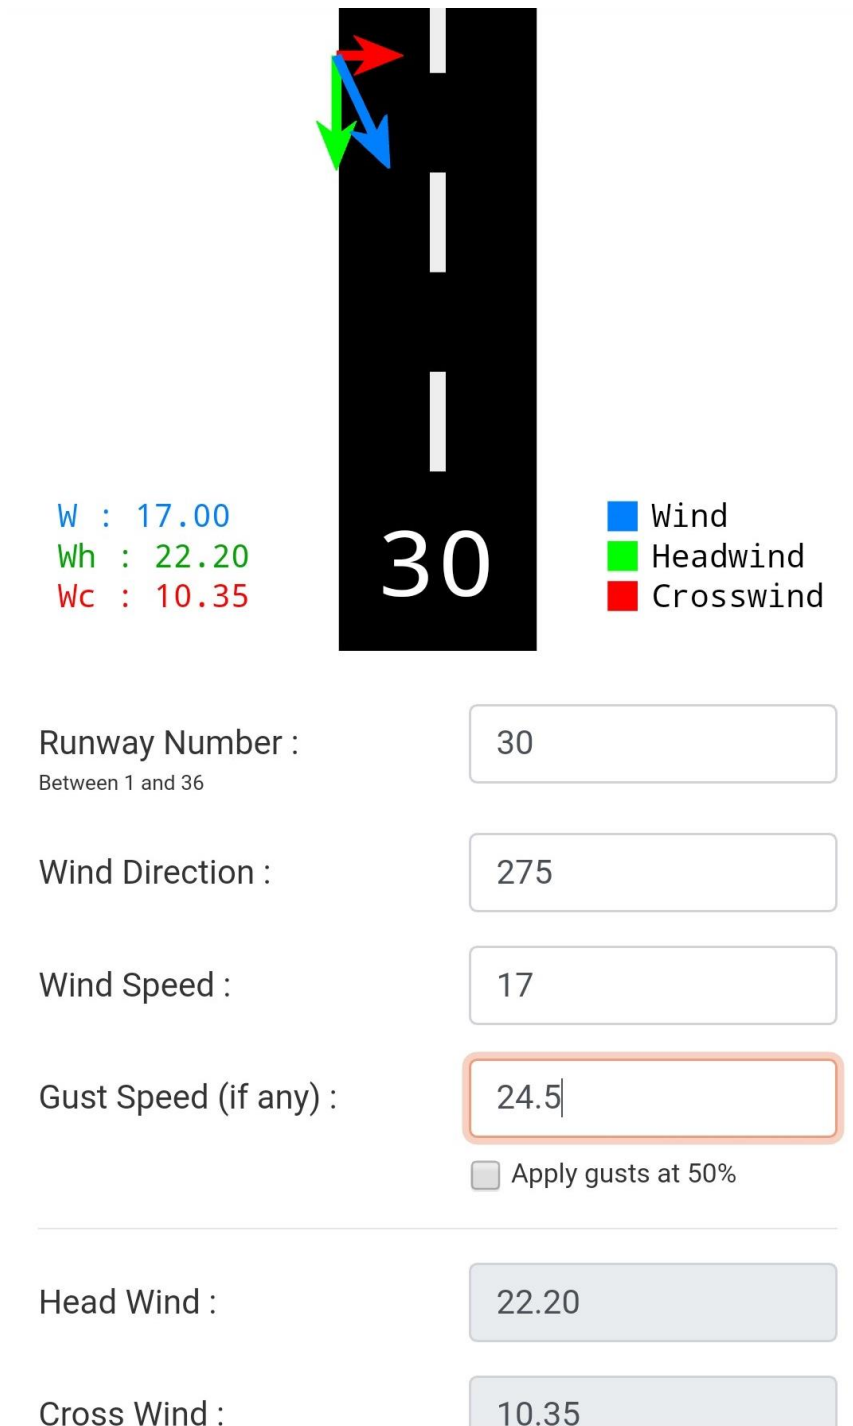 W : 17.00
Wh : 22.20
Wc : 10.35
30
Wind
Headwind
Crosswind
Runway Number :
30
Between 1 and 36
Wind Direction :
275
Wind Speed :
17
Gust Speed (if any) :
24.5
Apply gusts at 50%
Head Wind :
22.20
Cross Wind :
10.35